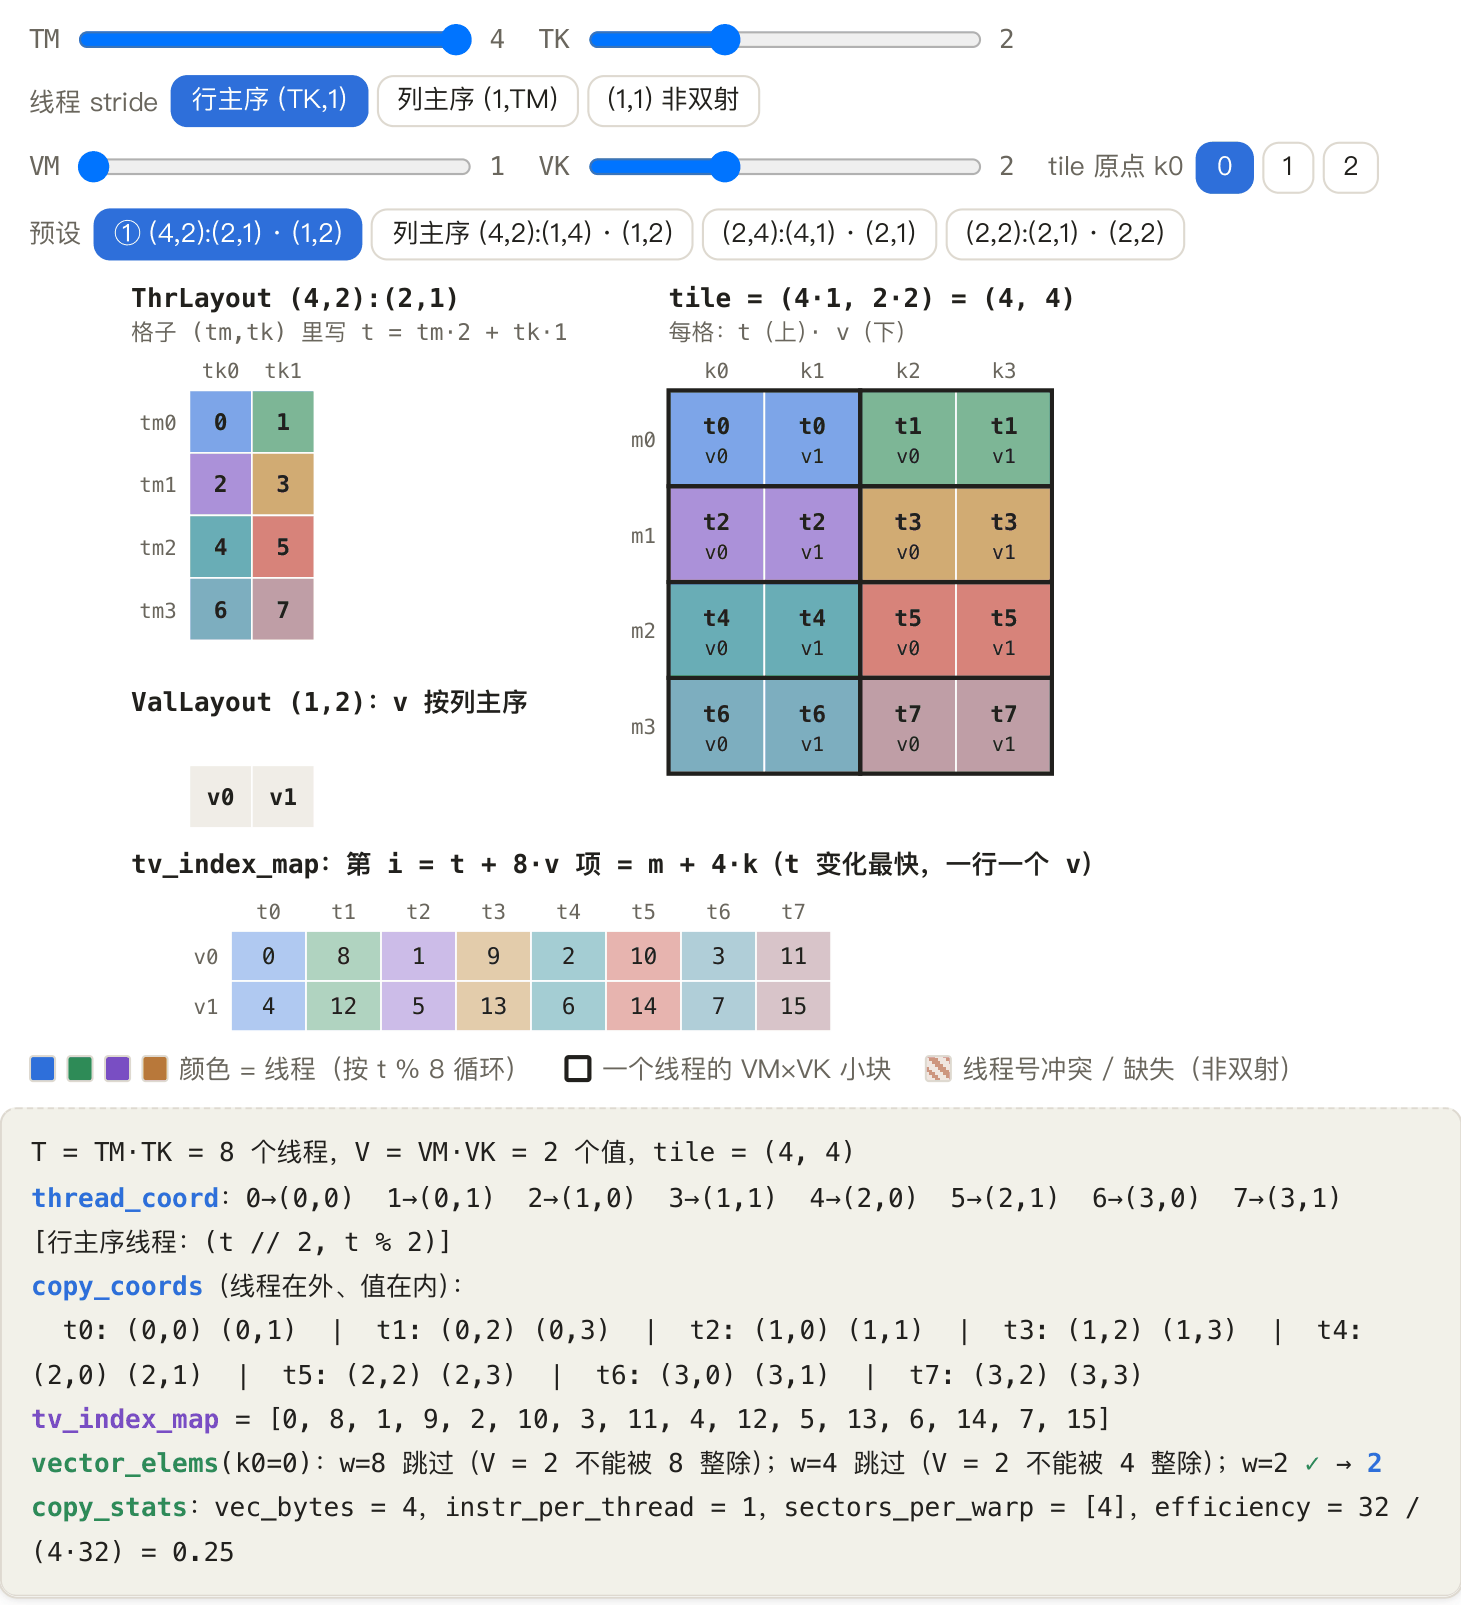 TM 4 TK 2
线程 stride 行主序 (TK,1) 列主序 (1,TM) (1,1) 非双射
VM 1 VK 2 tile 原点 k0 0 1 2
预设 ① (4,2):(2,1) · (1,2) 列主序 (4,2):(1,4) · (1,2) (2,4):(4,1) · (2,1) (2,2):(2,1) · (2,2)
ThrLayout (4,2):(2,1)
格子 (tm,tk) 里写 t = tm·2 + tk·1
tk0 tk1
tm0 0 1
tm1 2 3
tm2 4 5
tm3 6 7
ValLayout (1,2): v 按列主序
v0 v1
tile = (4·1, 2·2) = (4, 4)
每格: t (上)· v (下)
k0 k1 k2 k3
m0 t0 t0 t1 t1
v0 v1 v0 v1
m1 t2 t2 t3 t3
v0 v1 v0 v1
m2 t4 t4 t5 t5
v0 v1 v0 v1
m3 t6 t6 t7 t7
v0 v1 v0 v1
tv_index_map: 第 i = t + 8·v 项 = m + 4·k (t 变化最快, 一行一个 v)
t0 t1 t2 t3 t4 t5 t6 t7
v0 0 8 1 9 2 10 3 11
v1 4 12 5 13 6 14 7 15
颜色 = 线程 (按 t % 8 循环) 一个线程的 VM×VK 小块 线程号冲突 / 缺失 (非双射)
T = TM·TK = 8 个线程, V = VM·VK = 2 个值, tile = (4, 4)
thread_coord: 0→(0,0) 1→(0,1) 2→(1,0) 3→(1,1) 4→(2,0) 5→(2,1) 6→(3,0) 7→(3,1)
[行主序线程: (t // 2, t % 2)]
copy_coords (线程在外、值在内):
t0: (0,0) (0,1) | t1: (0,2) (0,3) | t2: (1,0) (1,1) | t3: (1,2) (1,3) | t4:
(2,0) (2,1) | t5: (2,2) (2,3) | t6: (3,0) (3,1) | t7: (3,2) (3,3)
tv_index_map = [0, 8, 1, 9, 2, 10, 3, 11, 4, 12, 5, 13, 6, 14, 7, 15]
vector_elems(k0=0): w=8 跳过 (V = 2 不能被 8 整除); w=4 跳过 (V = 2 不能被 4 整除); w=2 ✓ → 2
copy_stats: vec_bytes = 4, instr_per_thread = 1, sectors_per_warp = [4], efficiency = 32 /
(4·32) = 0.25